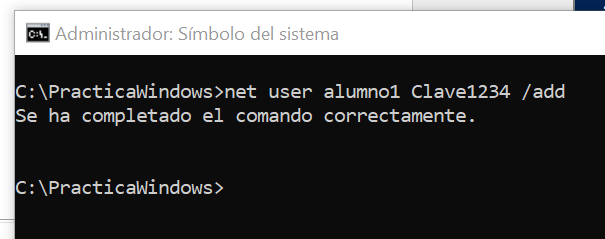 Administrador: Símbolo del sistema
C:\PracticaWindows>net user alumno1 Clave1234 /add
Se ha completado el comando correctamente.
C:\PracticaWindows>